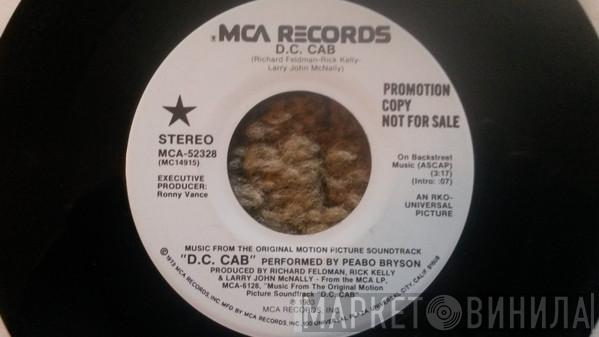 MCA RECORDS
D.C. CAB
(Richard Feldman-Rick Kelly-
Larry John McNally)
PROMOTION
COPY
NOT FOR SALE
STEREO
MCA-52328
(MC14915)
EXECUTIVE
PRODUCER:
Ronny Vance
On Backstreet
Music (ASCAP)
(3:17)
(Intro: :07)
AN RKO-
UNIVERSAL
PICTURE
MUSIC FROM THE ORIGINAL MOTION PICTURE SOUNDTRACK
"D.C. CAB" PERFORMED BY PEABO BRYSON
PRODUCED BY RICHARD FELDMAN, RICK KELLY
& LARRY JOHN McNALLY - From the MCA LP,
MCA-6128, "Music From The Original Motion
Picture Soundtrack "D.C. CAB"
MCA RECORDS, INC.
МАРКЕТ ВИНИЛА